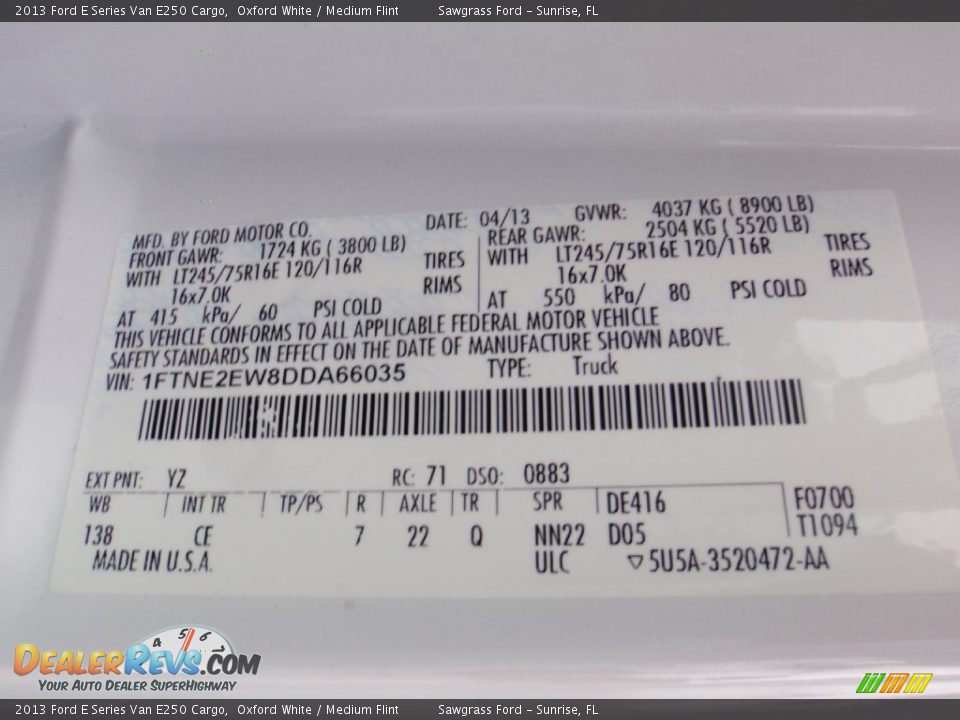 2013 Ford E Series Van E250 Cargo,  Oxford White / Medium Flint    Sawgrass Ford - Sunrise, FL
MFD. BY FORD MOTOR CO.    DATE: 04/13    GVWR: 4037 KG ( 8900 LB)
FRONT GAWR: 1724 KG ( 3800 LB)    REAR GAWR: 2504 KG ( 5520 LB)
WITH LT245/75R16E 120/116R TIRES    WITH LT245/75R16E 120/116R TIRES
16x7.0K RIMS    16x7.0K RIMS
AT 415 kPa/ 60 PSI COLD    AT 550 kPa/ 80 PSI COLD
THIS VEHICLE CONFORMS TO ALL APPLICABLE FEDERAL MOTOR VEHICLE
SAFETY STANDARDS IN EFFECT ON THE DATE OF MANUFACTURE SHOWN ABOVE.
VIN: 1FTNE2EW8DDA66035    TYPE: Truck
EXT PNT: YZ    RC: 71 DSO: 0883
WB INT TR TP/PS R AXLE TR SPR DE416 F0700
138 CE 7 22 Q NN22 D05 T1094
MADE IN U.S.A. ULC ▽5U5A-3520472-AA
4 5 6
DEALERREVS.COM
YOUR AUTO DEALER SUPERHIGHWAY
2013 Ford E Series Van E250 Cargo,  Oxford White / Medium Flint    Sawgrass Ford - Sunrise, FL